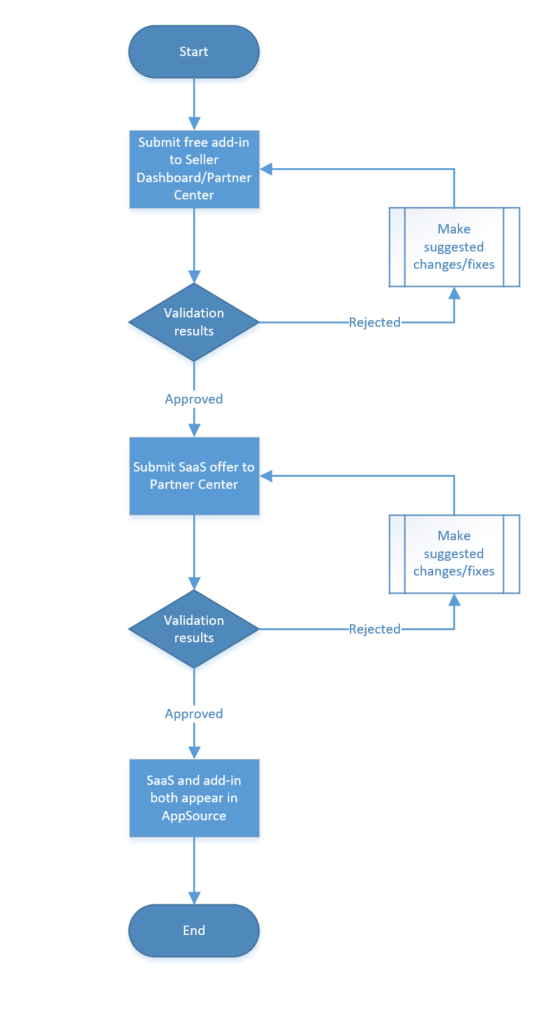 Start
Submit free add-in
to Seller
Dashboard/Partner
Center
Make
suggested
changes/fixes
Validation
results
Rejected
Approved
Submit SaaS offer to
Partner Center
Make
suggested
changes/fixes
Validation
results
Rejected
Approved
SaaS and add-in
both appear in
AppSource
End